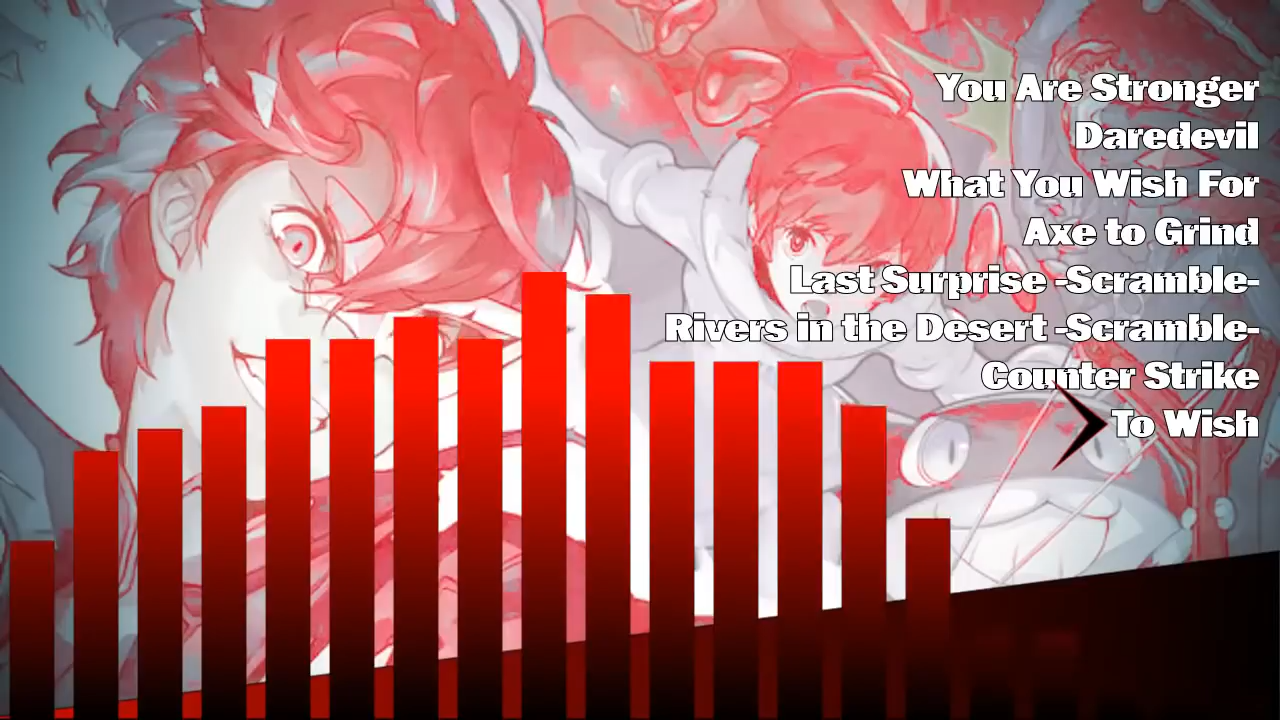 You Are Stronger
Daredevil
What You Wish For
Axe to Grind
Last Surprise -Scramble-
Rivers in the Desert -Scramble-
Counter Strike
To Wish